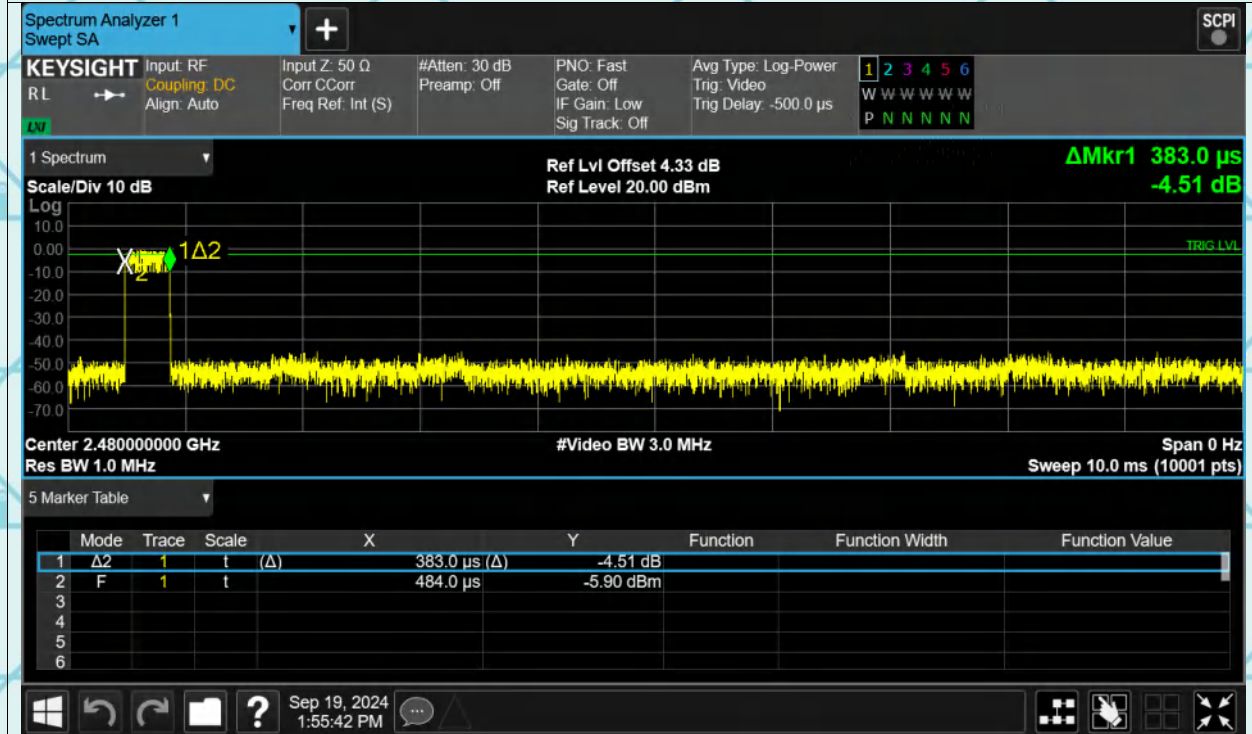 Spectrum Analyzer 1
Swept SA
+
SCPI
KEYSIGHT
RL
LXI
Input: RF
Coupling: DC
Align: Auto
Input Z: 50 Ω
Corr CCorr
Freq Ref: Int (S)
#Atten: 30 dB
Preamp: Off
PNO: Fast
Gate: Off
IF Gain: Low
Sig Track: Off
Avg Type: Log-Power
Trig: Video
Trig Delay: -500.0 µs
1 2 3 4 5 6
W W W W W W
P N N N N N
1 Spectrum
Scale/Div 10 dB
Ref Lvl Offset 4.33 dB
Ref Level 20.00 dBm
ΔMkr1 383.0 µs
-4.51 dB
Log
10.0
0.00
-10.0
-20.0
-30.0
-40.0
-50.0
-60.0
-70.0
X
2
1Δ2
TRIG LVL
Center 2.480000000 GHz
#Video BW 3.0 MHz
Span 0 Hz
Res BW 1.0 MHz
Sweep 10.0 ms (10001 pts)
5 Marker Table
Mode Trace Scale X Y Function Function Width Function Value
1 Δ2 1 t (Δ) 383.0 µs (Δ) -4.51 dB
2 F 1 t 484.0 µs -5.90 dBm
3
4
5
6
?
Sep 19, 2024
1:55:42 PM